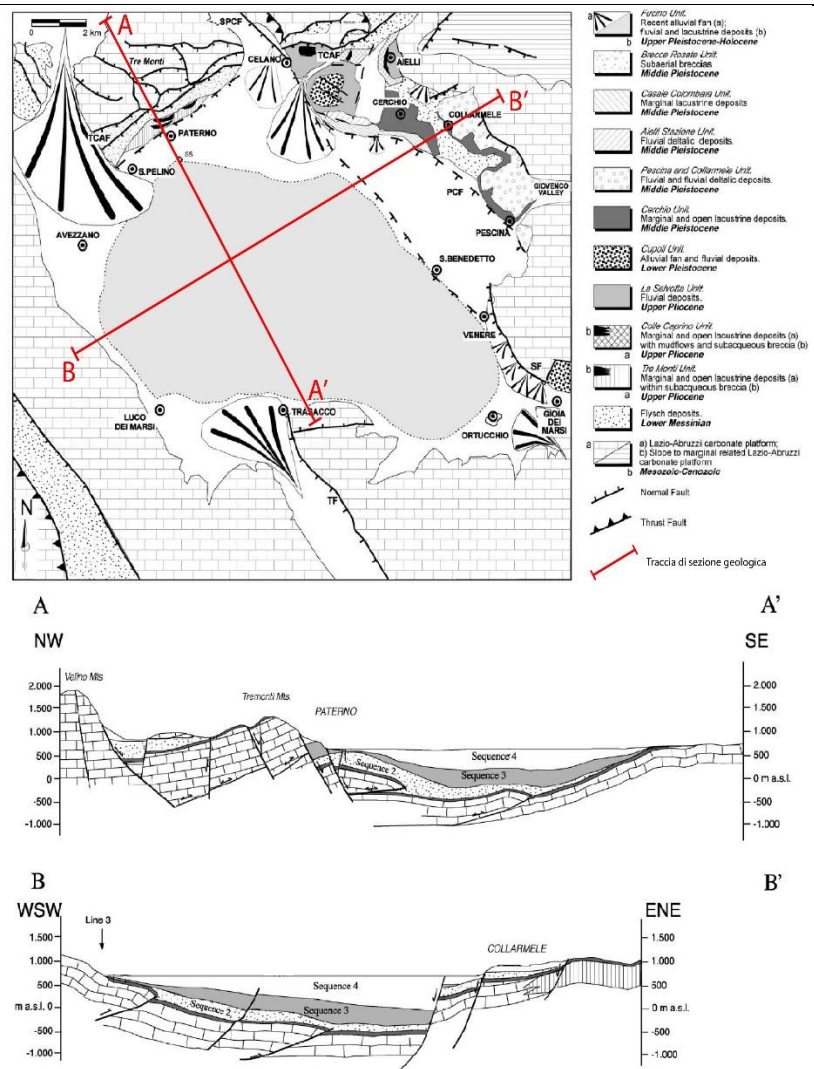 0 2 km
A
SPCF
TCAF
CELANO
AIELLI
Tre Monti
B'
CERCHIO
COLLARMELE
TCAF
PATERNO
S.PELINO
PCF
GIOVENCO
VALLEY
AVEZZANO
PESCINA
S.BENEDETTO
VENERE
B
SF
A'
LUCO
DEI MARSI
TRASACCO
ORTUCCHIO
GIOIA
DEI
MARSI
N
TF
a
b
Fucino Unit.
Recent alluvial fan (a);
fluvial and lacustrine deposits (b)
Upper Pleistocene-Holocene
Brecce Rosate Unit.
Subaerial breccias
Middle Pleistocene
Casale Colombaia Unit.
Marginal lacustrine deposits
Middle Pleistocene
Aielli Stazione Unit.
Fluvial deltalic deposits.
Middle Pleistocene
Pescina and Collarmele Unit.
Fluvial and fluvial deltalic deposits.
Middle Pleistocene
Cerchio Unit.
Marginal and open lacustrine deposits.
Middle Pleistocene
Cupoli Unit.
Alluvial fan and fluvial deposits.
Lower Pleistocene
La Selvotta Unit.
Fluvial deposits.
Upper Pliocene
b
a
Colle Caprino Unit.
Marginal and open lacustrine deposits (a)
with mudflows and subacqueous breccia (b)
Upper Pliocene
b
a
Tre Monti Unit.
Marginal and open lacustrine deposits (a)
within subacqueous breccia (b)
Upper Pliocene
Flysch deposits.
Lower Messinian
a
b
a) Lazio-Abruzzi carbonate platform;
b) Slope to marginal related Lazio-Abruzzi
carbonate platform
Mesozoic-Cenozoic
Normal Fault
Thrust Fault
Traccia di sezione geologica
A A'
NW SE
Velino Mts
Tremonti Mts.
PATERNO
2.000
1.500
1.000
500
0
-500
-1.000
Sequence 4
Sequence 2
Sequence 3
2.000
1.500
1.000
500
0 m a.s.l.
-500
-1.000
B B'
WSW ENE
Line 3
COLLARMELE
1.500
1.000
500
m a.s.l. 0
-500
-1.000
Sequence 4
Sequence 2
Sequence 3
1.500
1.000
500
0 m a.s.l.
-500
-1.000